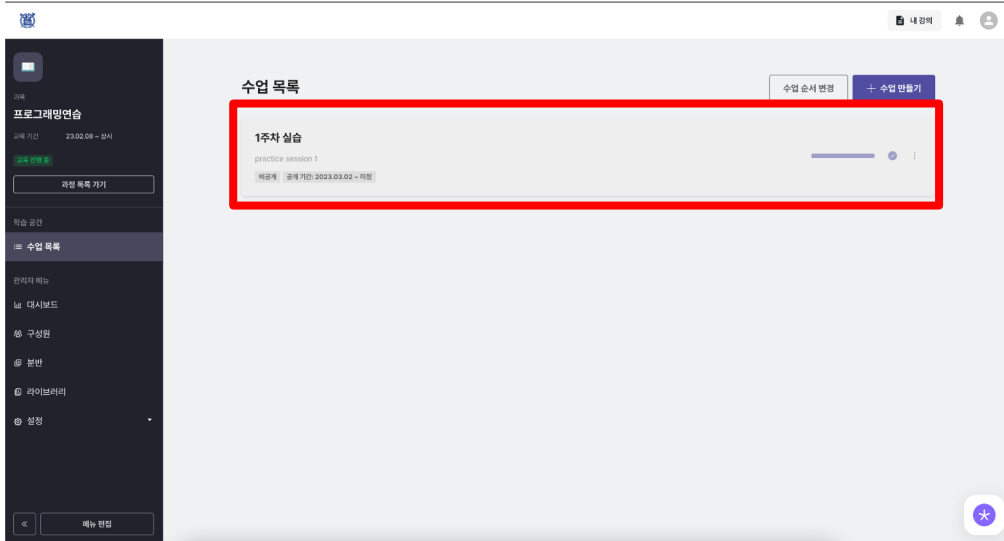 내 강의
과목
프로그래밍연습
교육 기간 23.02.08 ~ 상시
교육 진행 중
과정 목록 가기
학습 공간
수업 목록
관리자 메뉴
대시보드
구성원
분반
라이브러리
설정
메뉴 편집
수업 목록
수업 순서 변경
+ 수업 만들기
1주차 실습
practice session 1
비공개 공개 기간: 2023.03.02 ~ 미정